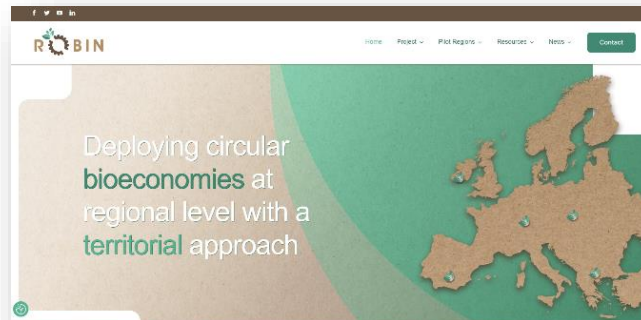 ROBIN
Home Project Pilot Regions Resources News Contact
Deploying circular
bioeconomies at
regional level with a
territorial approach